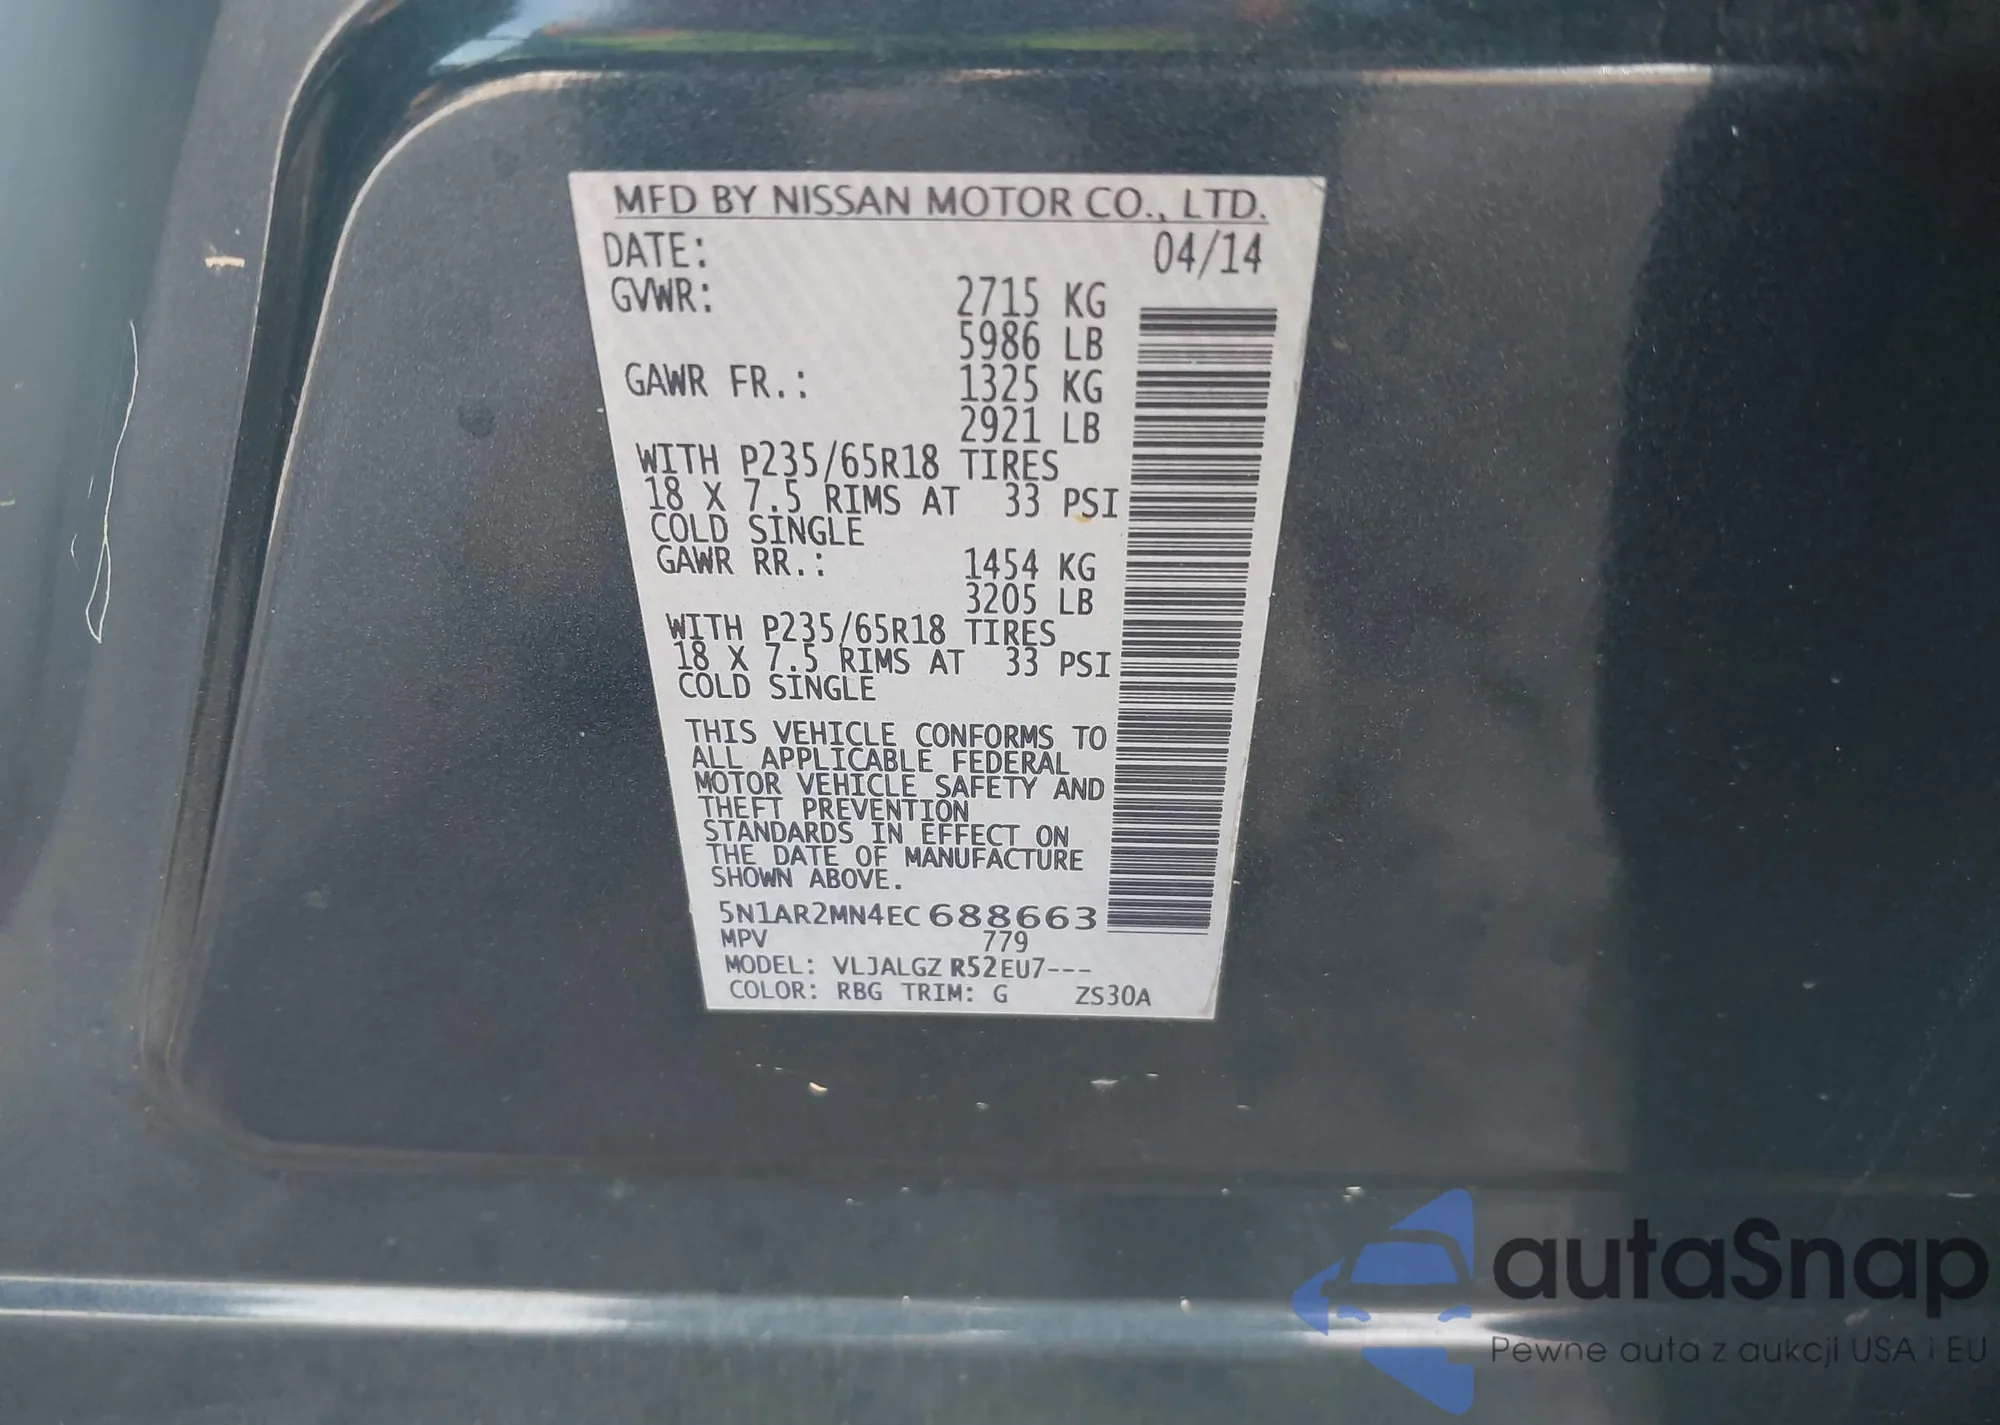 MFD BY NISSAN MOTOR CO., LTD.
DATE: 04/14
GVWR: 2715 KG
5986 LB
GAWR FR.: 1325 KG
2921 LB
WITH P235/65R18 TIRES
18 X 7.5 RIMS AT 33 PSI
COLD SINGLE
GAWR RR.: 1454 KG
3205 LB
WITH P235/65R18 TIRES
18 X 7.5 RIMS AT 33 PSI
COLD SINGLE
THIS VEHICLE CONFORMS TO
ALL APPLICABLE FEDERAL
MOTOR VEHICLE SAFETY AND
THEFT PREVENTION
STANDARDS IN EFFECT ON
THE DATE OF MANUFACTURE
SHOWN ABOVE.
5N1AR2MN4EC688663
MPV 779
MODEL: VLJALGZ R52EU7---
COLOR: RBG TRIM: G ZS30A
autaSnap
Pewne auta z aukcji USA i EU